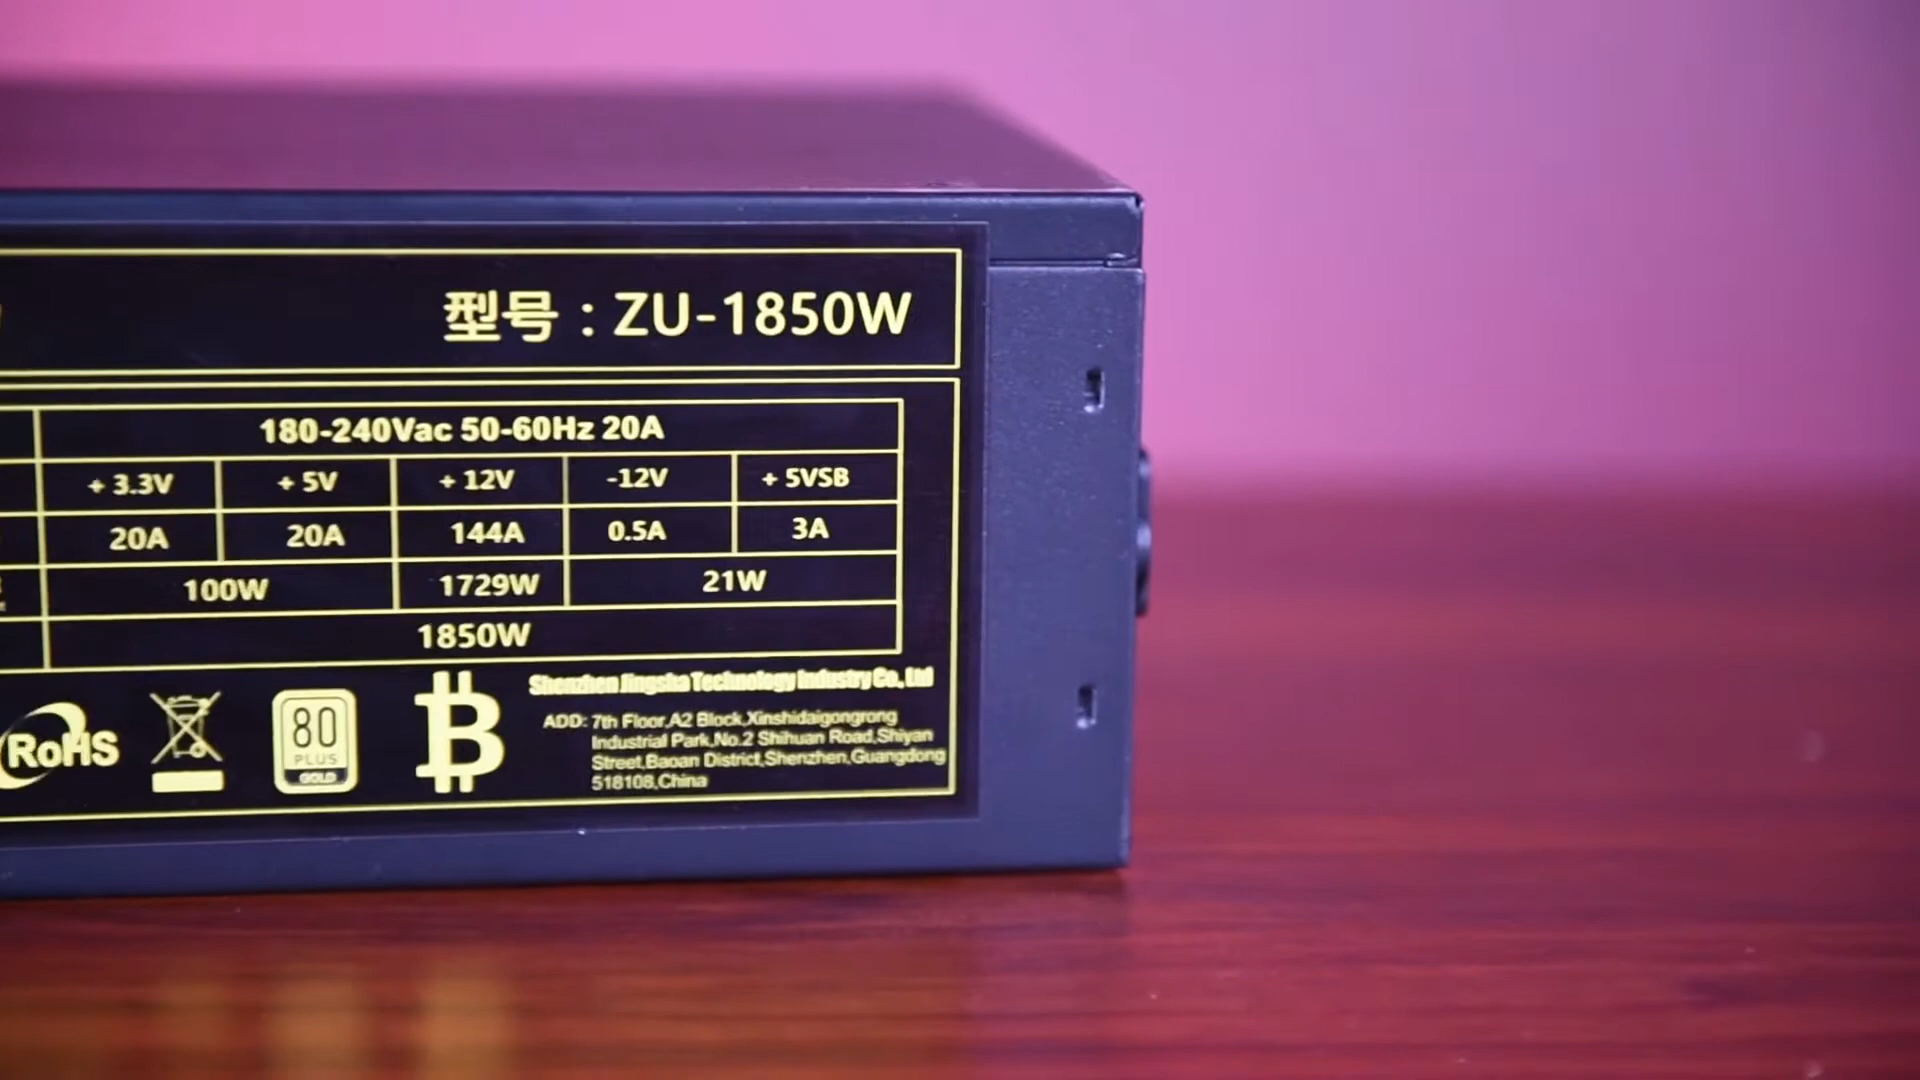 型号：ZU-1850W
180-240Vac 50-60Hz 20A
+ 3.3V + 5V + 12V -12V + 5VSB
20A 20A 144A 0.5A 3A
100W 1729W 21W
1850W
RoHS
80
PLUS
GOLD
Shenzhen Jingsha Technology Industry Co., Ltd
ADD: 7th Floor,A2 Block,Xinshidaigongrong
Industrial Park,No.2 Shihuan Road,Shiyan
Street,Baoan District,Shenzhen,Guangdong
518108,China